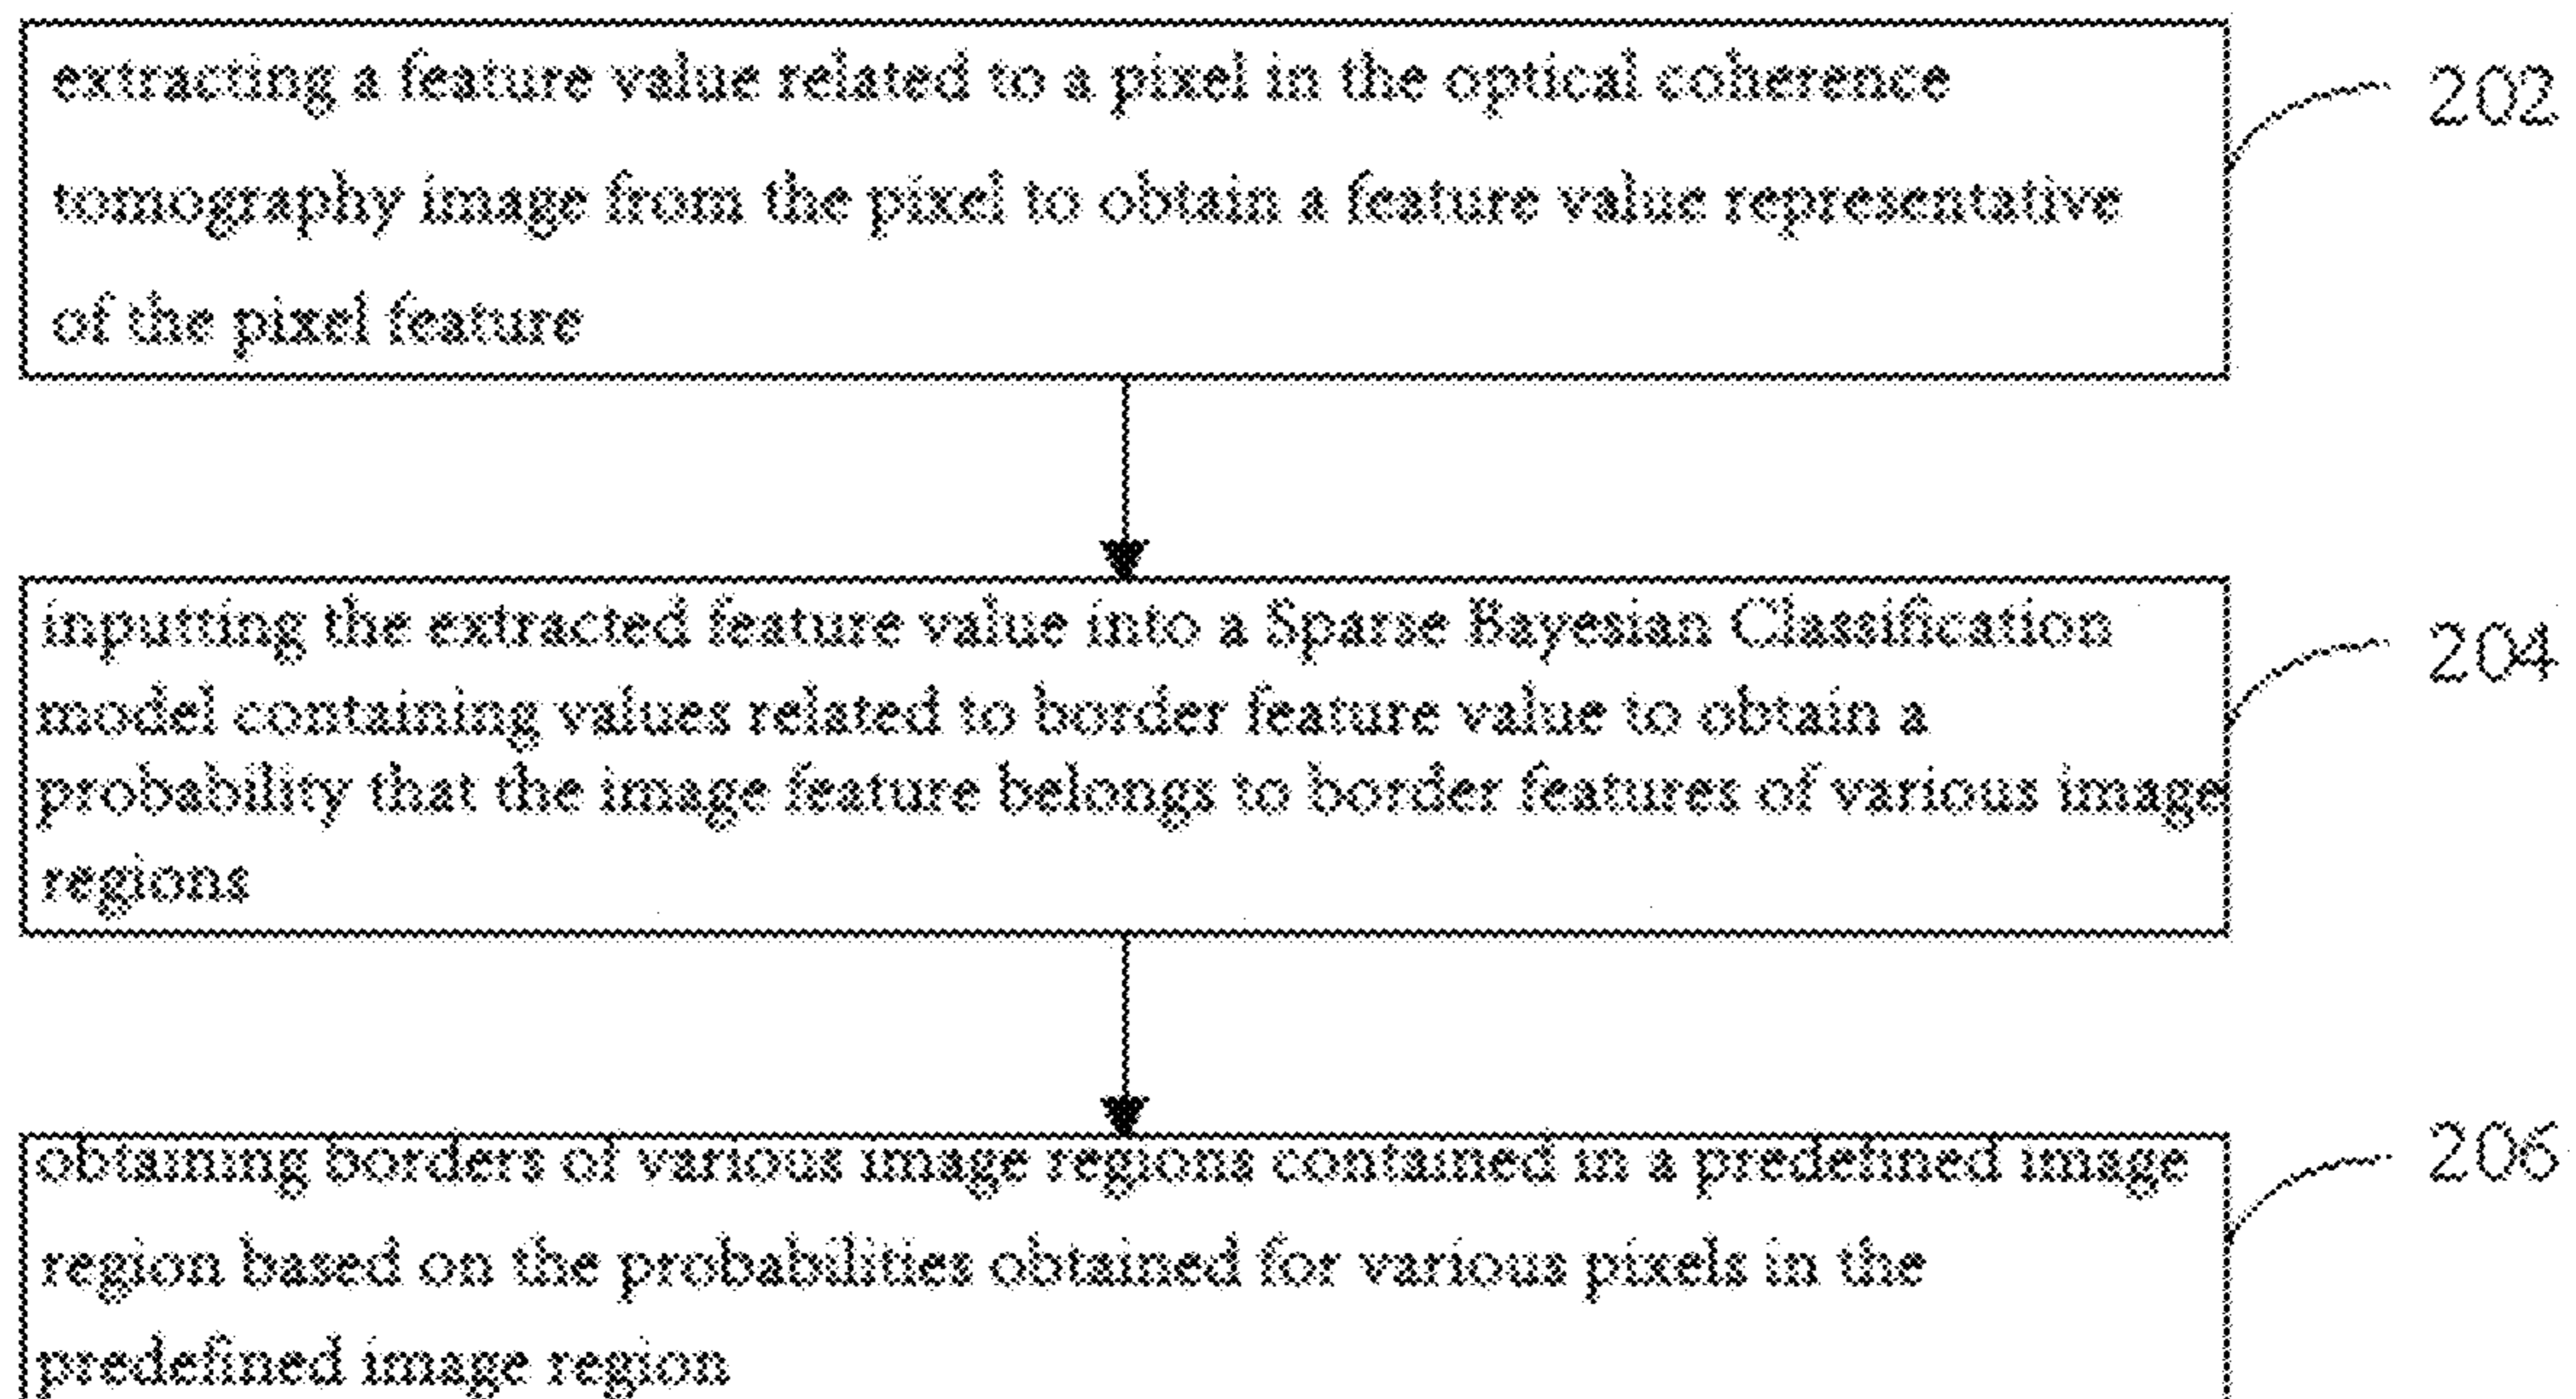 extracting a feature value related to a pixel in the optical coherence
202
tomography image from the pixel to obtain a feature value representative
of the pixel feature
inputting the extracted feature value into a Sparse Bayesian Classification
204
model containing values related to border feature value to obtain a
probability that the image feature belongs to border features of various image
regions
obtaining borders of various image regions contained in a predefined image
206
region based on the probabilities obtained for various pixels in the
predefined image region